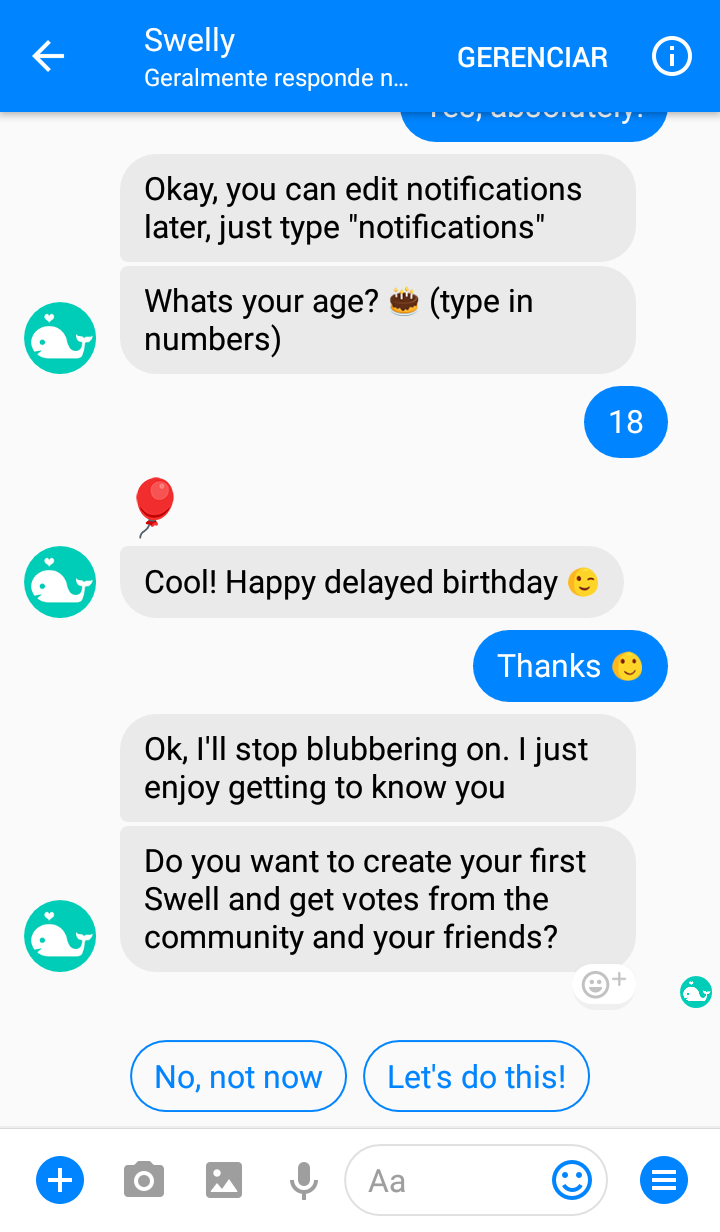 Swelly
Geralmente responde n...
GERENCIAR
Yes, absolutely!
Okay, you can edit notifications
later, just type "notifications"
Whats your age? 🎂 (type in
numbers)
18
🎈
Cool! Happy delayed birthday 😉
Thanks 🙂
Ok, I'll stop blubbering on. I just
enjoy getting to know you
Do you want to create your first
Swell and get votes from the
community and your friends?
No, not now
Let's do this!
Aa